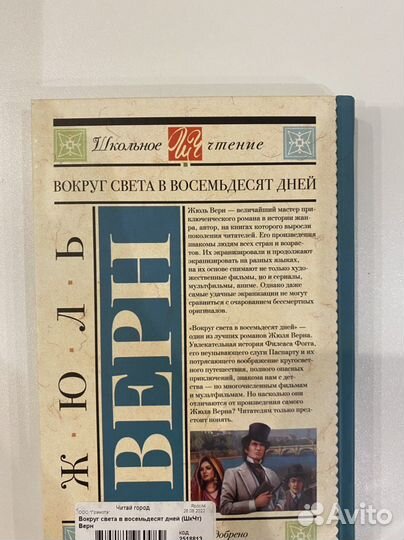 Школьное ИЧ чтение
ВОКРУГ СВЕТА В ВОСЕМЬДЕСЯТ ДНЕЙ
ЖЮЛЬ
ВЕРН
Жюль Верн — величайший мастер при-
ключенческого романа в истории жан-
ра, автор, на книгах которого выросли
поколения читателей. Его произведения
знакомы людям всех стран и возрас-
тов. Их экранизировали и продолжают
экранизировать на разных языках,
на их основе снимают не только худо-
жественные фильмы, но и сериалы,
мультфильмы, аниме. Однако даже
самые удачные экранизации не могут
сравниться с очарованием бессмертных
оригиналов.
«Вокруг света в восемьдесят дней» —
один из лучших романов Жюля Верна.
Увлекательная история Филеаса Фогга,
его неунывающего слуги Паспарту и их
потрясающего воображение кругосвет-
ного путешествия, полного опасных
приключений, знакома нам с дет-
ства — по многочисленным фильмам
и мультфильмам. Но насколько они
отличаются от произведения самого
Жюля Верна? Читателям только пред-
стоит понять.
Читай город
28.08.2022
Вокруг света в восемьдесят дней (ШкЧт)
Верн
КОД
добрено
Avito